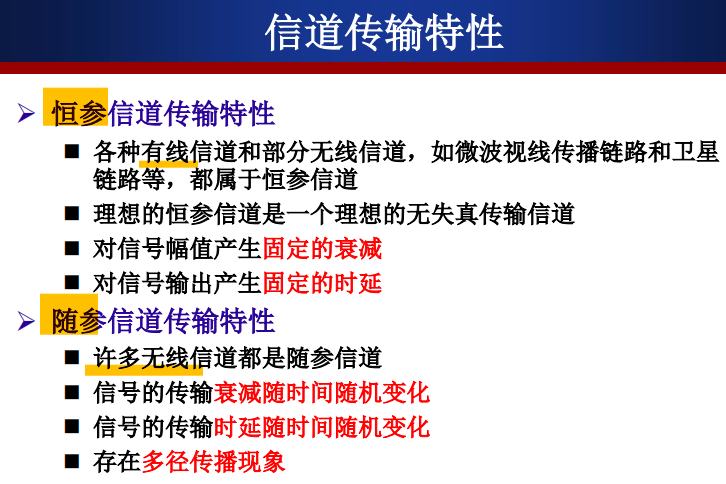 信道传输特性
恒参信道传输特性
各种有线信道和部分无线信道，如微波视线传播链路和卫星
链路等，都属于恒参信道
理想的恒参信道是一个理想的无失真传输信道
对信号幅值产生固定的衰减
对信号输出产生固定的时延
随参信道传输特性
许多无线信道都是随参信道
信号的传输衰减随时间随机变化
信号的传输时延随时间随机变化
存在多径传播现象